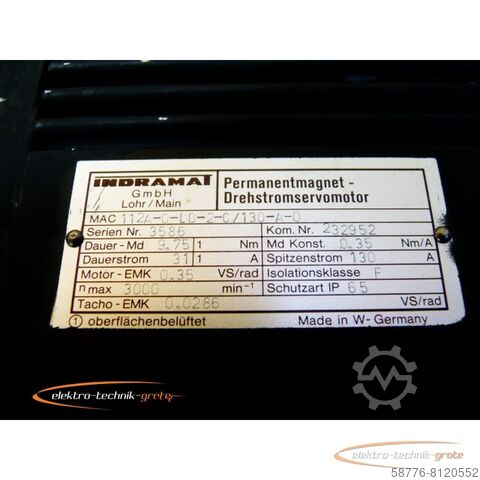 INDRAMAT
GmbH
Lohr / Main
Permanentmagnet -
Drehstromservomotor
MAC 112A-0-LD-2-C/130-A-0
Serien Nr. 3586 Kom. Nr. 232952
Dauer - Md 9.75 1 Nm Md Konst. 0.35 Nm/A
Dauerstrom 31 1 A Spitzenstrom 130 A
Motor - EMK 0.35 VS/rad Isolationsklasse F
n max 3000 min⁻¹ Schutzart IP 65
Tacho - EMK 0.0286 VS/rad
1 oberflächenbelüftet Made in W- Germany
elektro-technik-grote
elektro-technik-grote
58776-8120552